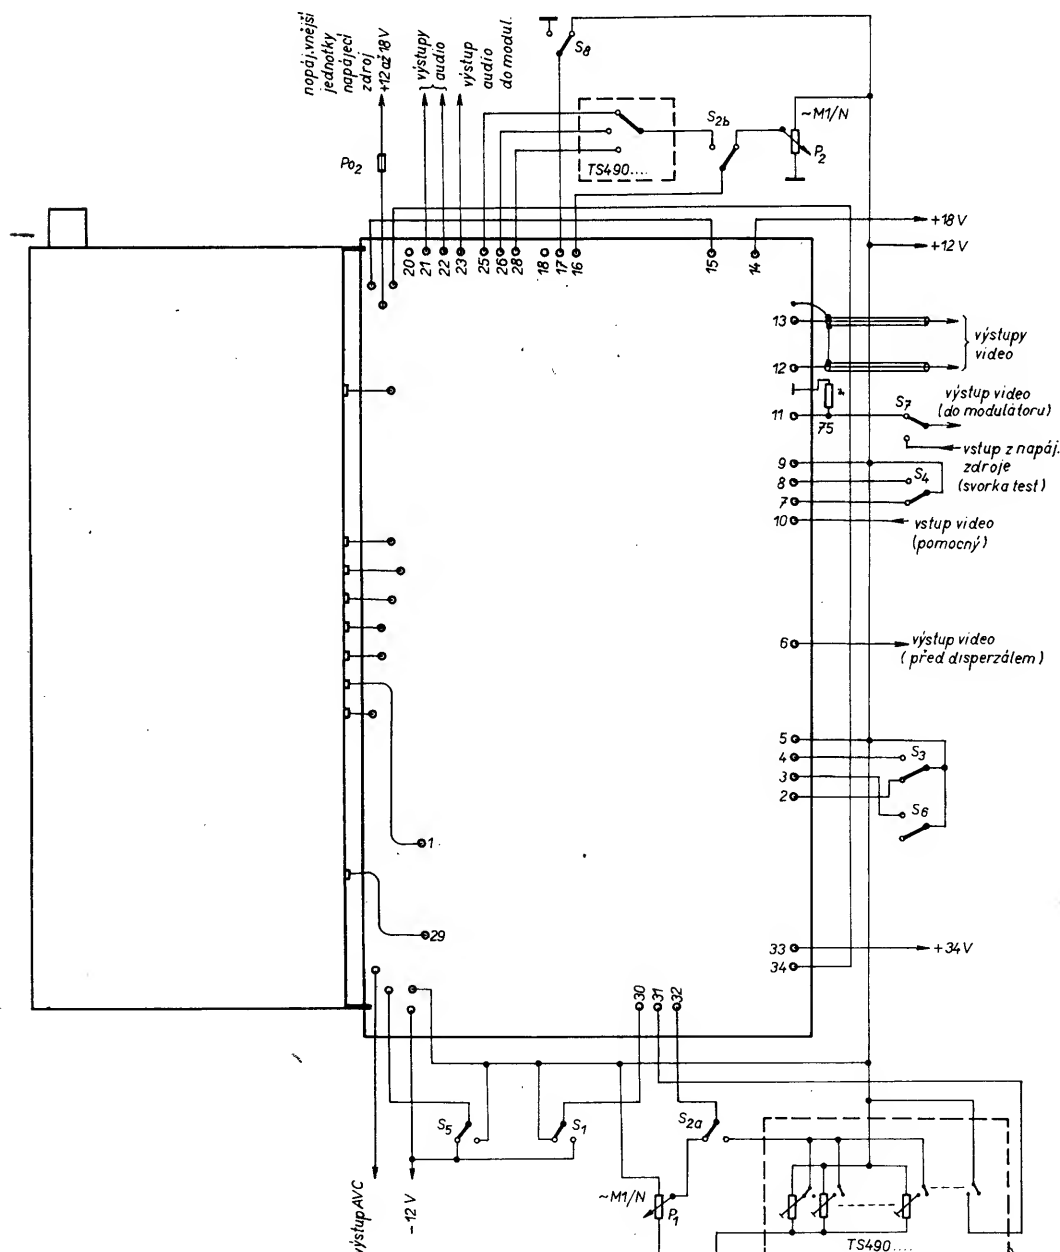 nopáj.vnější
jednotky
napájecí
zdroj
+12 až 18V
výstupy
audio
výstup
audio
do modul.
S8
~M1/N
S2b
P2
Po2
TS490....
+18 V
+12 V
20
21
22
23
25
26
28
18
17
16
15
14
13
12
výstupy
video
11
75
S7
výstup video
(do modulátoru)
vstup z napáj.
zdroje
(svorka test)
9
8
7
10
S4
vstup video
(pomocný)
6
výstup video
(před disperzálem)
5
4
3
2
S3
S6
1
29
33
+34 V
34
30
31
32
S5
S1
S2a
~M1/N
P1
výstup AVC
-12 V
TS490....